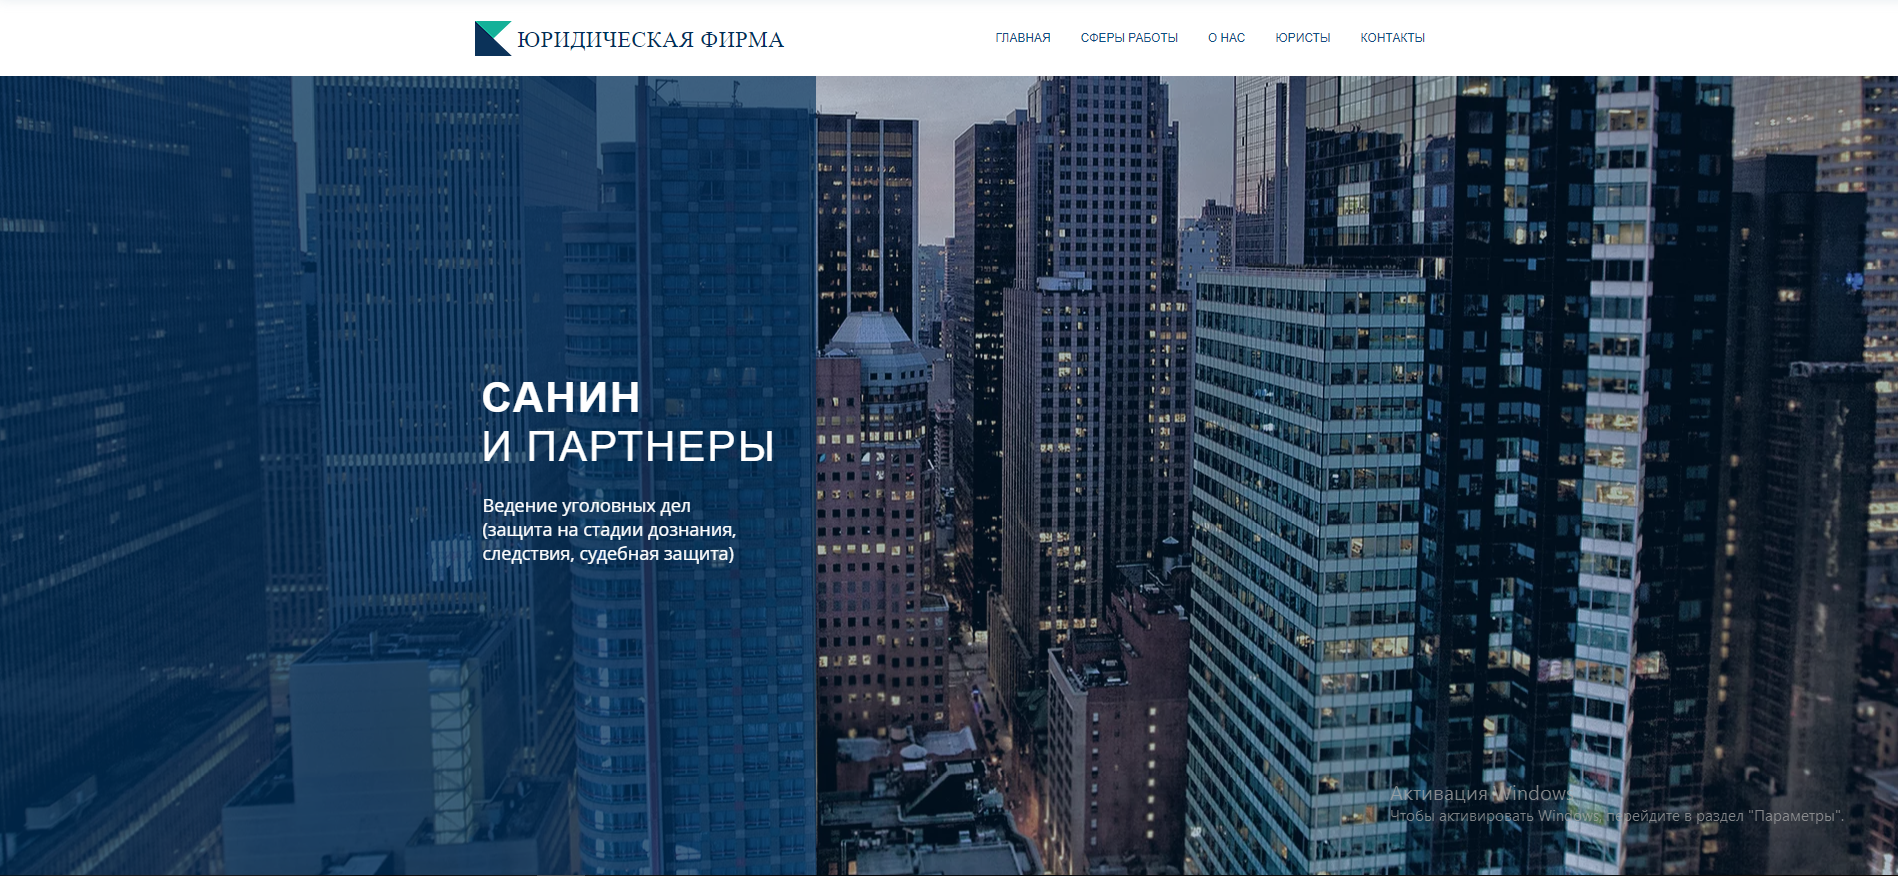 ЮРИДИЧЕСКАЯ ФИРМА
ГЛАВНАЯ СФЕРЫ РАБОТЫ О НАС ЮРИСТЫ КОНТАКТЫ
САНИН
И ПАРТНЕРЫ
Ведение уголовных дел
(защита на стадии дознания,
следствия, судебная защита)
Активация Windows
Чтобы активировать Windows, перейдите в раздел "Параметры".